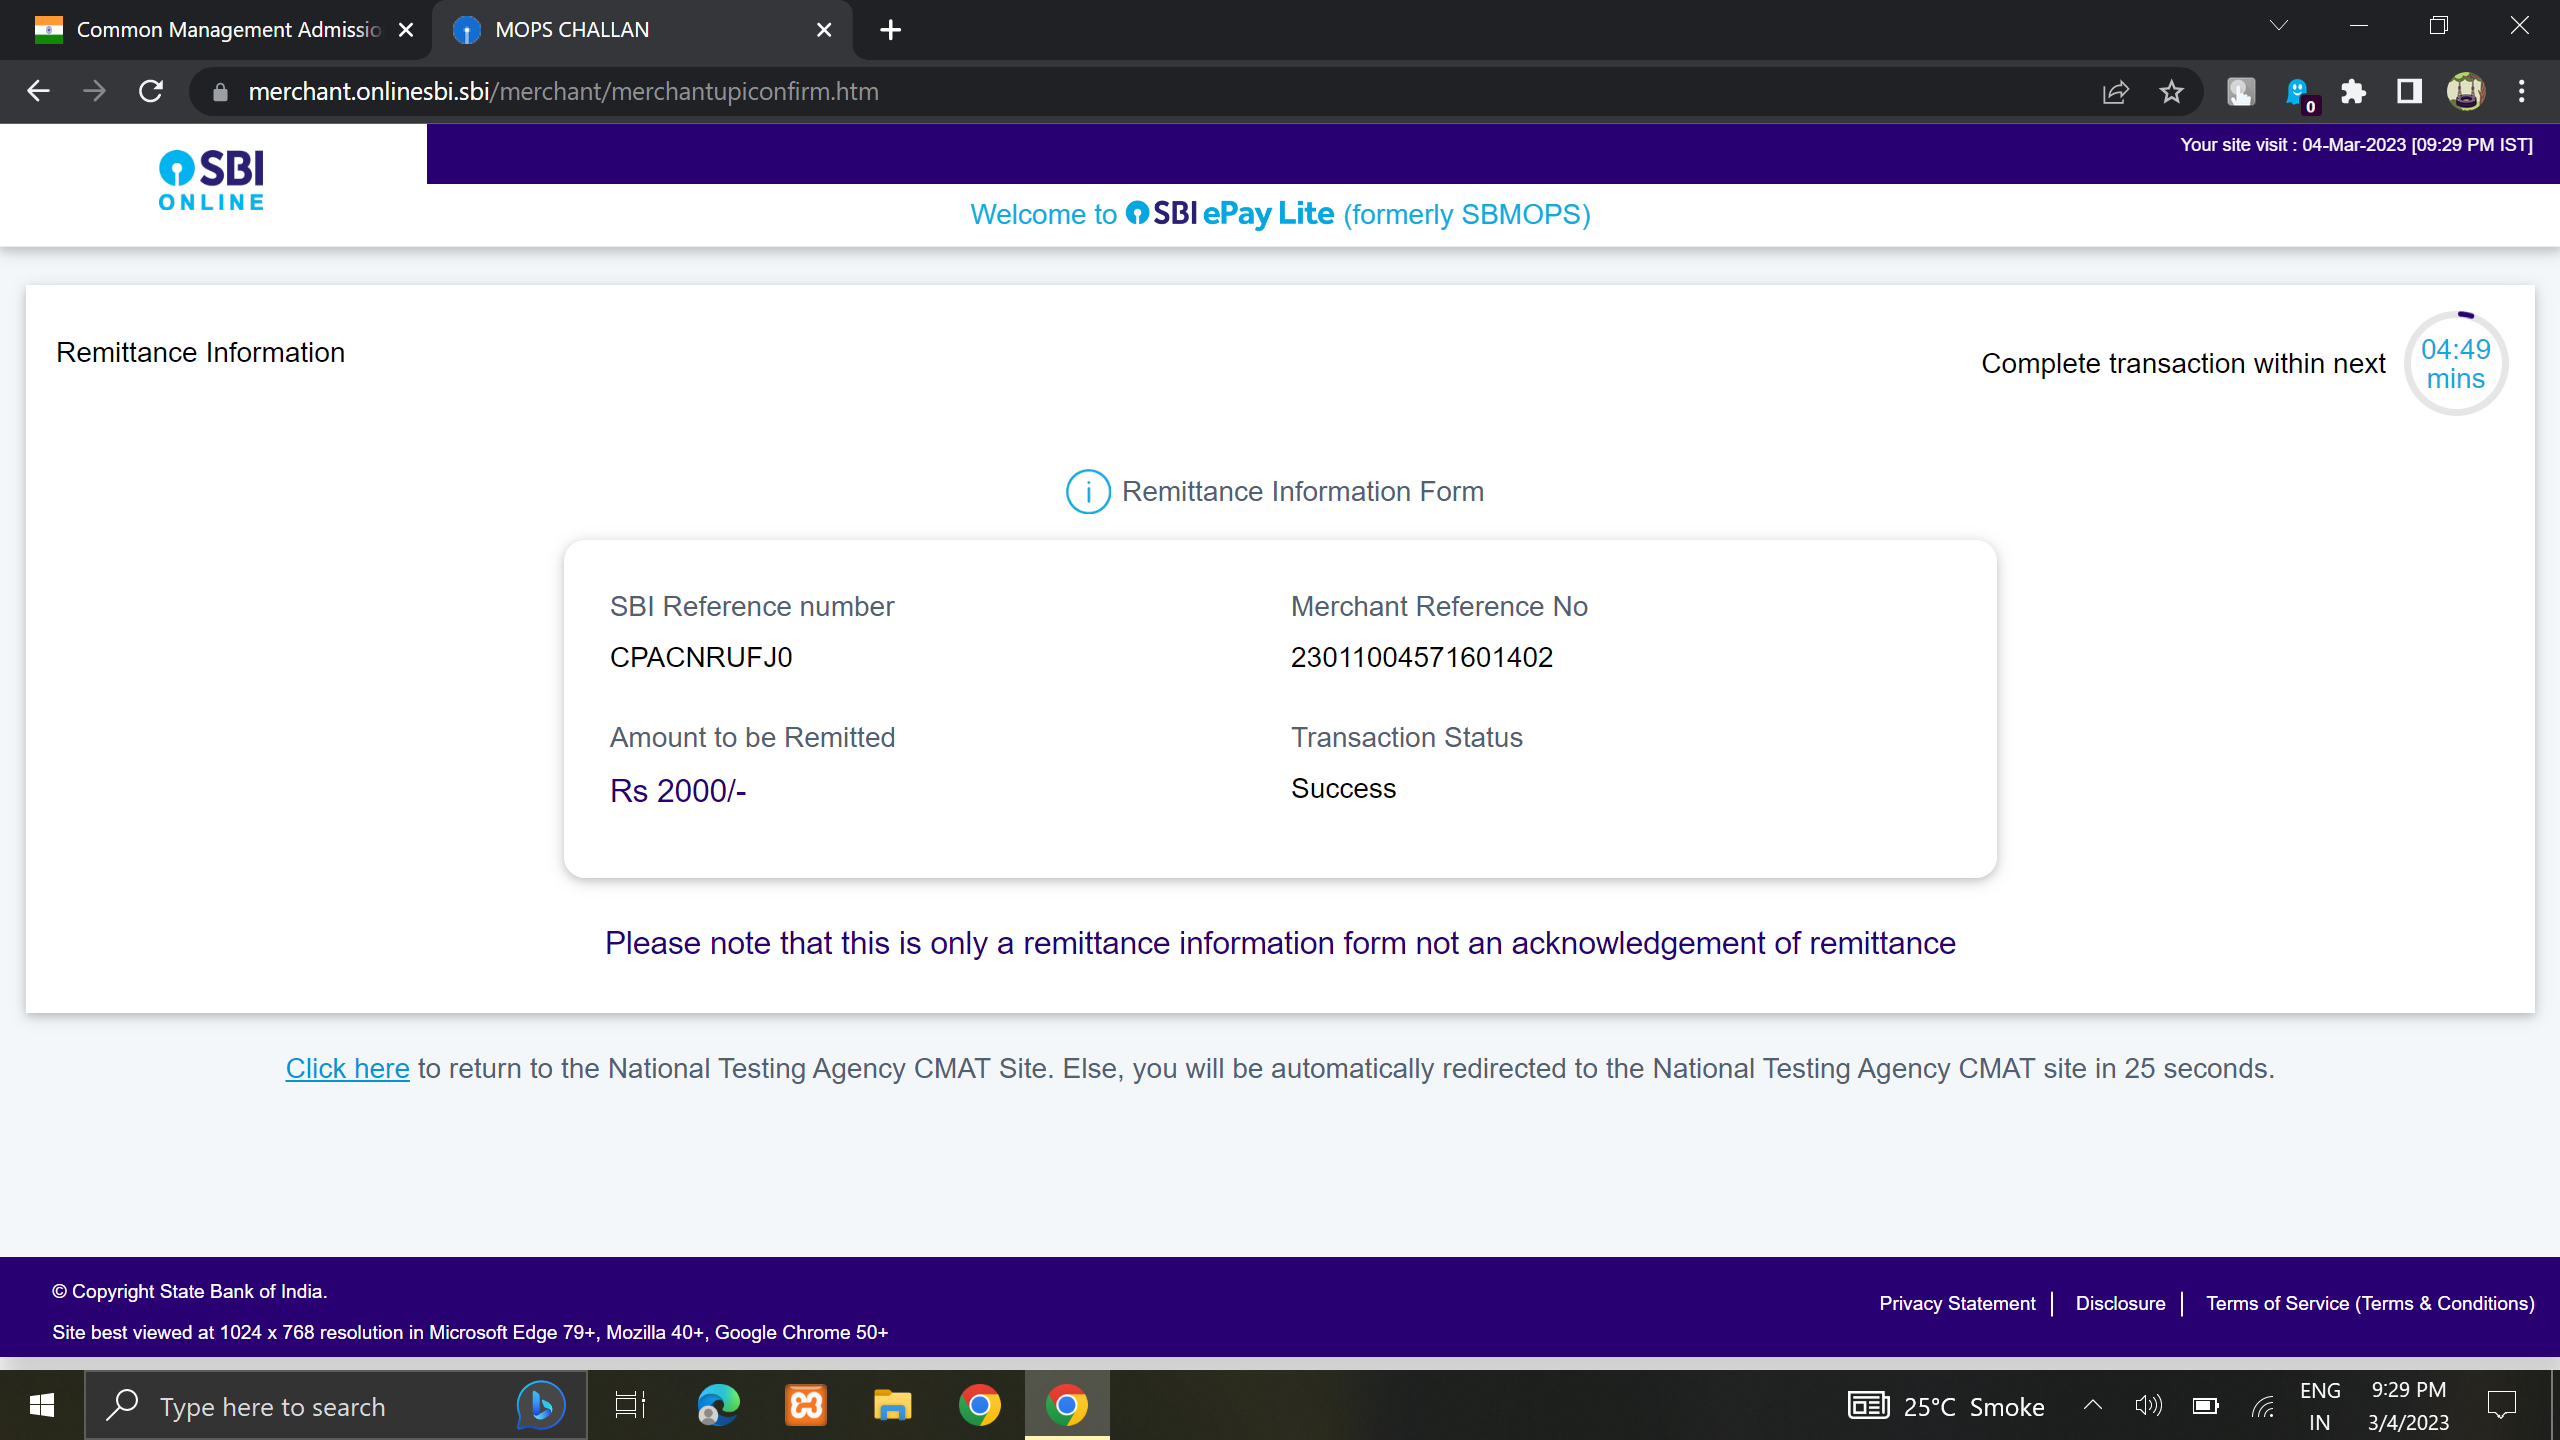 Common Management Admissio
MOPS CHALLAN
merchant.onlinesbi.sbi/merchant/merchantupiconfirm.htm
0
SBI
ONLINE
Your site visit : 04-Mar-2023 [09:29 PM IST]
Welcome to SBI ePay Lite (formerly SBMOPS)
Remittance Information
Complete transaction within next
04:49
mins
Remittance Information Form
SBI Reference number
Merchant Reference No
CPACNRUFJ0
23011004571601402
Amount to be Remitted
Transaction Status
Rs 2000/-
Success
Please note that this is only a remittance information form not an acknowledgement of remittance
Click here to return to the National Testing Agency CMAT Site. Else, you will be automatically redirected to the National Testing Agency CMAT site in 25 seconds.
© Copyright State Bank of India.
Site best viewed at 1024 x 768 resolution in Microsoft Edge 79+, Mozilla 40+, Google Chrome 50+
Privacy Statement | Disclosure | Terms of Service (Terms & Conditions)
Type here to search
25°C Smoke
ENG
IN
9:29 PM
3/4/2023